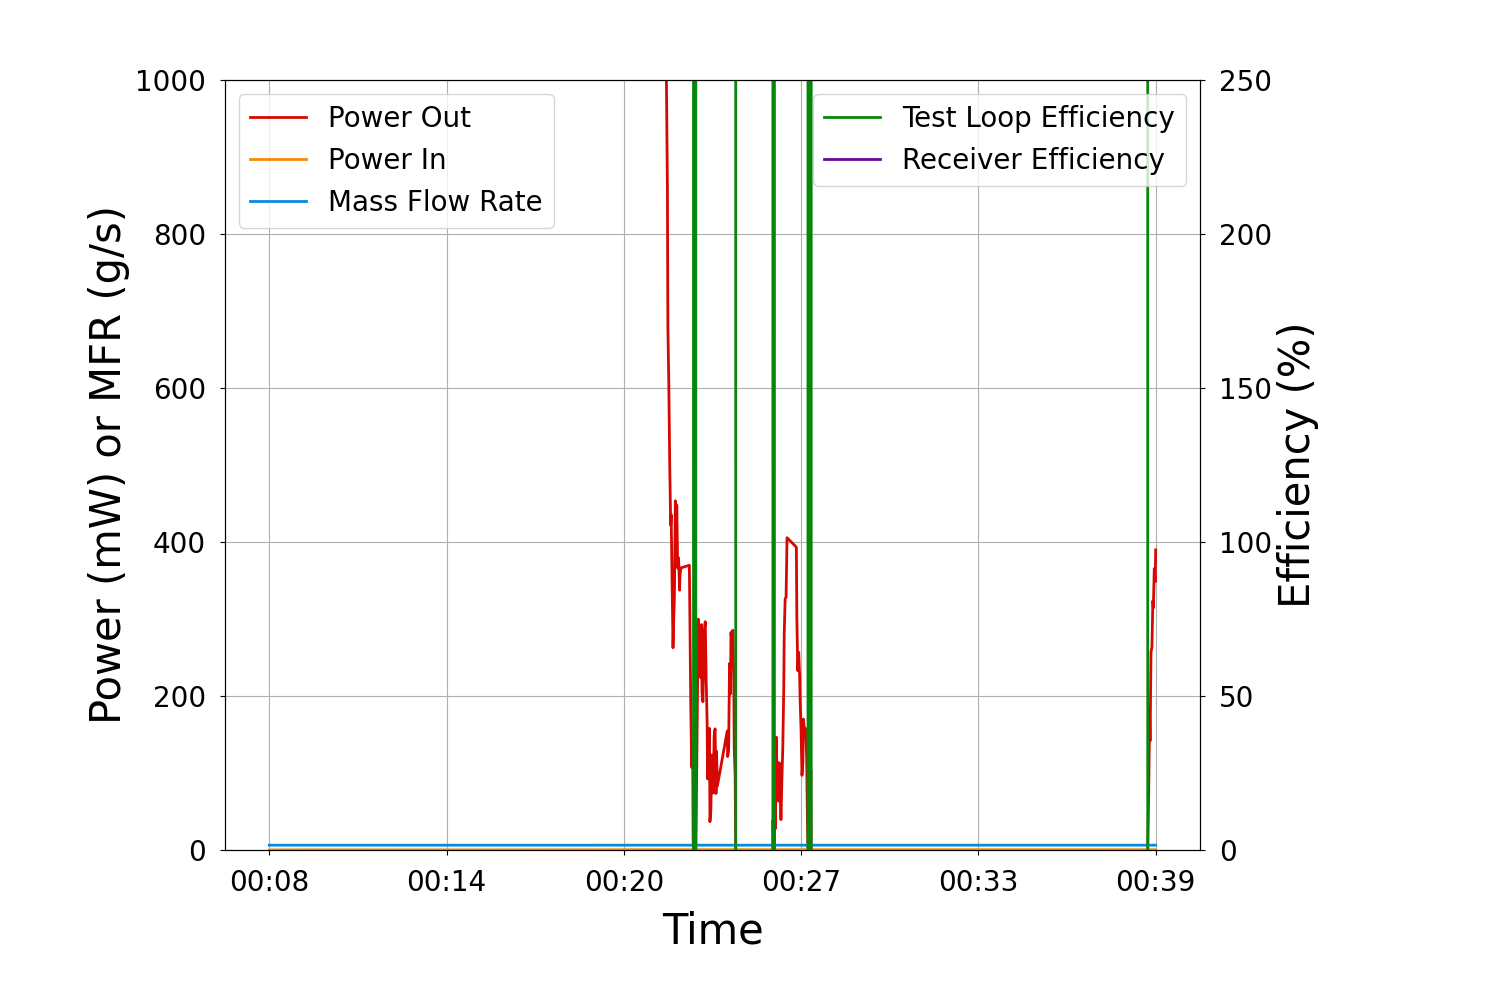 1000
800
600
400
200
0
Power (mW) or MFR (g/s)
Power Out
Power In
Mass Flow Rate
Test Loop Efficiency
Receiver Efficiency
250
200
150
100
50
0
Efficiency (%)
00:08 00:14 00:20 00:27 00:33 00:39
Time